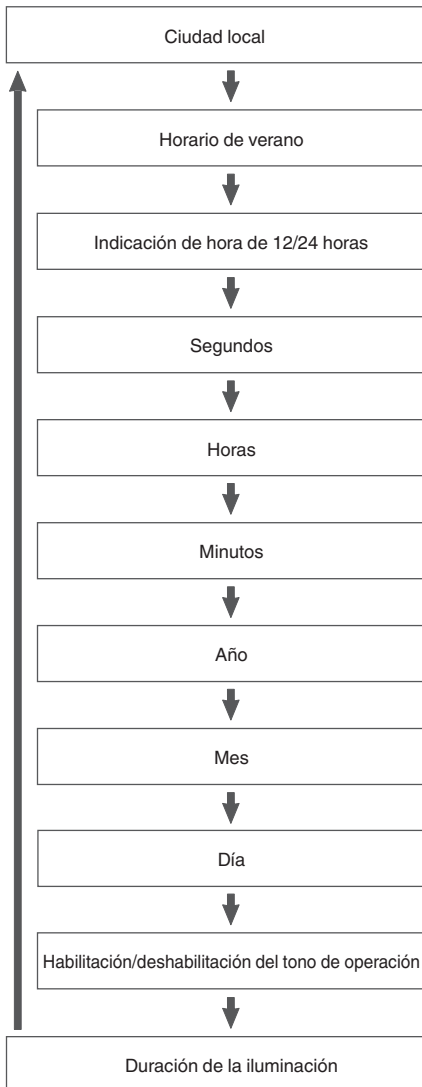 Ciudad local
Horario de verano
Indicación de hora de 12/24 horas
Segundos
Horas
Minutos
Año
Mes
Día
Habilitación/deshabilitación del tono de operación
Duración de la iluminación